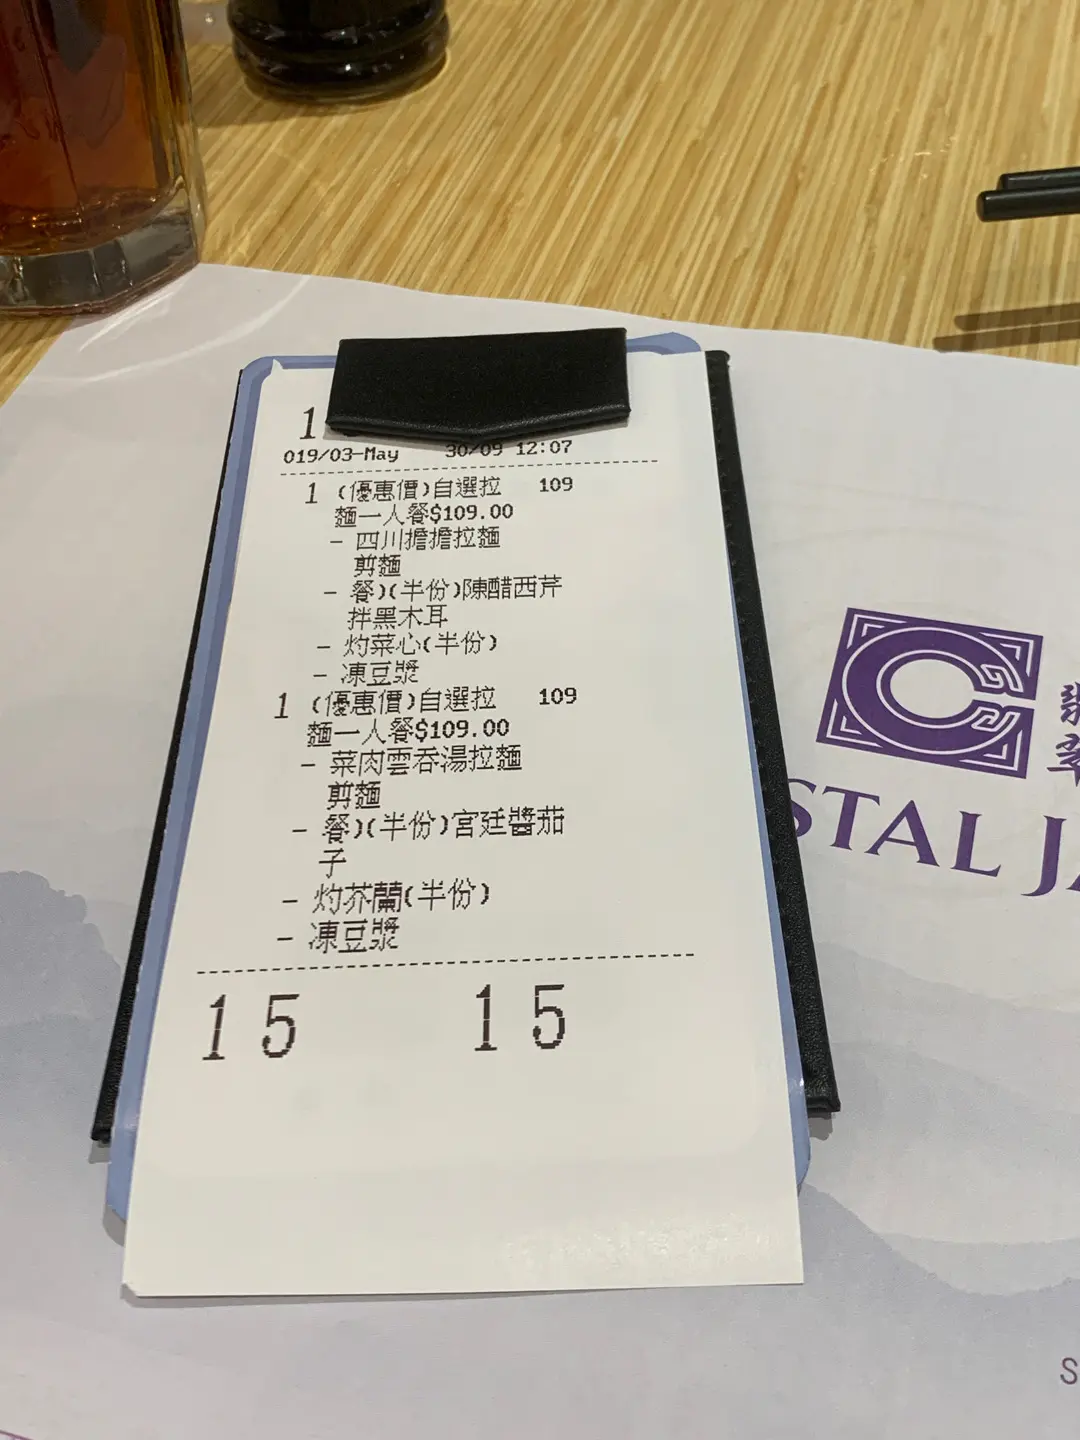 1
019/03-May 30/09 12:07
1 (優惠價)自選拉 109
麵一人餐$109.00
- 四川擔擔拉麵
剪麵
- 餐)(半份)陳醋西芹
拌黑木耳
- 灼菜心(半份)
- 凍豆漿
1 (優惠價)自選拉 109
麵一人餐$109.00
- 菜肉雲吞湯拉麵
剪麵
- 餐)(半份)宮廷醬茄
子
- 灼芥蘭(半份)
- 凍豆漿
15 15
STAL JA
S